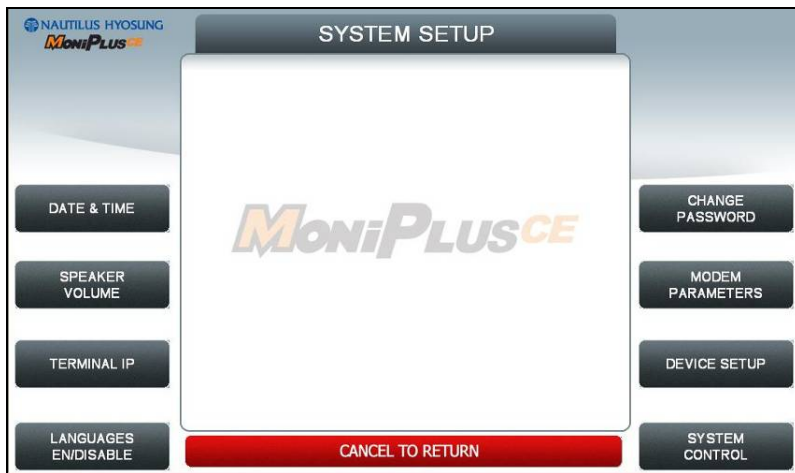 NAUTILUS HYOSUNG
MONiPLUSCE
SYSTEM SETUP
MONiPLUSCE
DATE & TIME
CHANGE
PASSWORD
SPEAKER
VOLUME
MODEM
PARAMETERS
TERMINAL IP
DEVICE SETUP
LANGUAGES
EN/DISABLE
CANCEL TO RETURN
SYSTEM
CONTROL